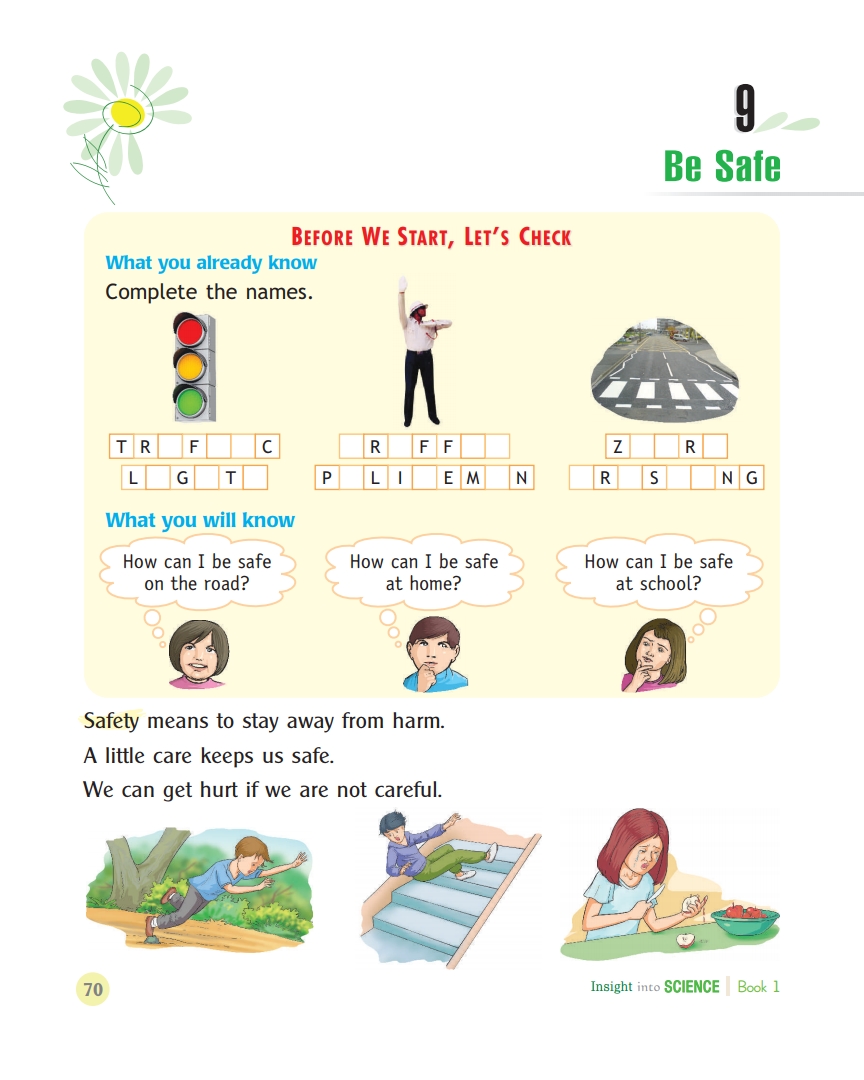 9
Be Safe
BEFORE WE START, LET'S CHECK
What you already know
Complete the names.
T R F C
L G T
R F F
P L I E M N
Z R
R S N G
What you will know
How can I be safe
on the road?
How can I be safe
at home?
How can I be safe
at school?
Safety means to stay away from harm.
A little care keeps us safe.
We can get hurt if we are not careful.
70
Insight into SCIENCE | Book 1